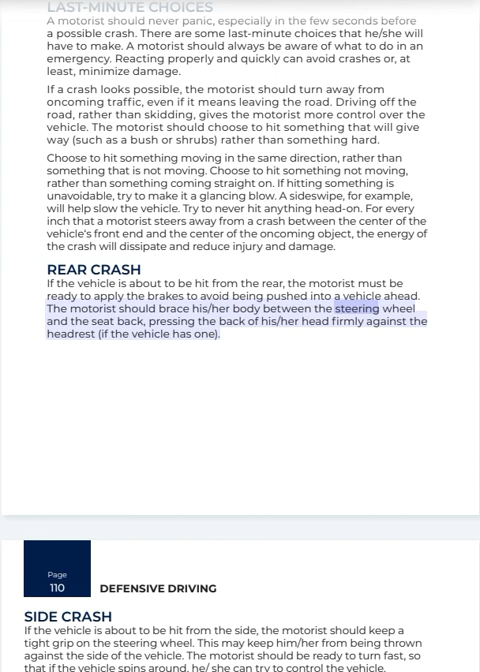 LAST-MINUTE CHOICES
A motorist should never panic, especially in the few seconds before
a possible crash. There are some last-minute choices that he/she will
have to make. A motorist should always be aware of what to do in an
emergency. Reacting properly and quickly can avoid crashes or, at
least, minimize damage.
If a crash looks possible, the motorist should turn away from
oncoming traffic, even if it means leaving the road. Driving off the
road, rather than skidding, gives the motorist more control over the
vehicle. The motorist should choose to hit something that will give
way (such as a bush or shrubs) rather than something hard.
Choose to hit something moving in the same direction, rather than
something that is not moving. Choose to hit something not moving,
rather than something coming straight on. If hitting something is
unavoidable, try to make it a glancing blow. A sideswipe, for example,
will help slow the vehicle. Try to never hit anything head-on. For every
inch that a motorist steers away from a crash between the center of the
vehicle's front end and the center of the oncoming object, the energy of
the crash will dissipate and reduce injury and damage.
REAR CRASH
If the vehicle is about to be hit from the rear, the motorist must be
ready to apply the brakes to avoid being pushed into a vehicle ahead.
The motorist should brace his/her body between the steering wheel
and the seat back, pressing the back of his/her head firmly against the
headrest (if the vehicle has one).
Page
110
DEFENSIVE DRIVING
SIDE CRASH
If the vehicle is about to be hit from the side, the motorist should keep a
tight grip on the steering wheel. This may keep him/her from being thrown
against the side of the vehicle. The motorist should be ready to turn fast, so
that if the vehicle spins around, he/ she can try to control the vehicle.